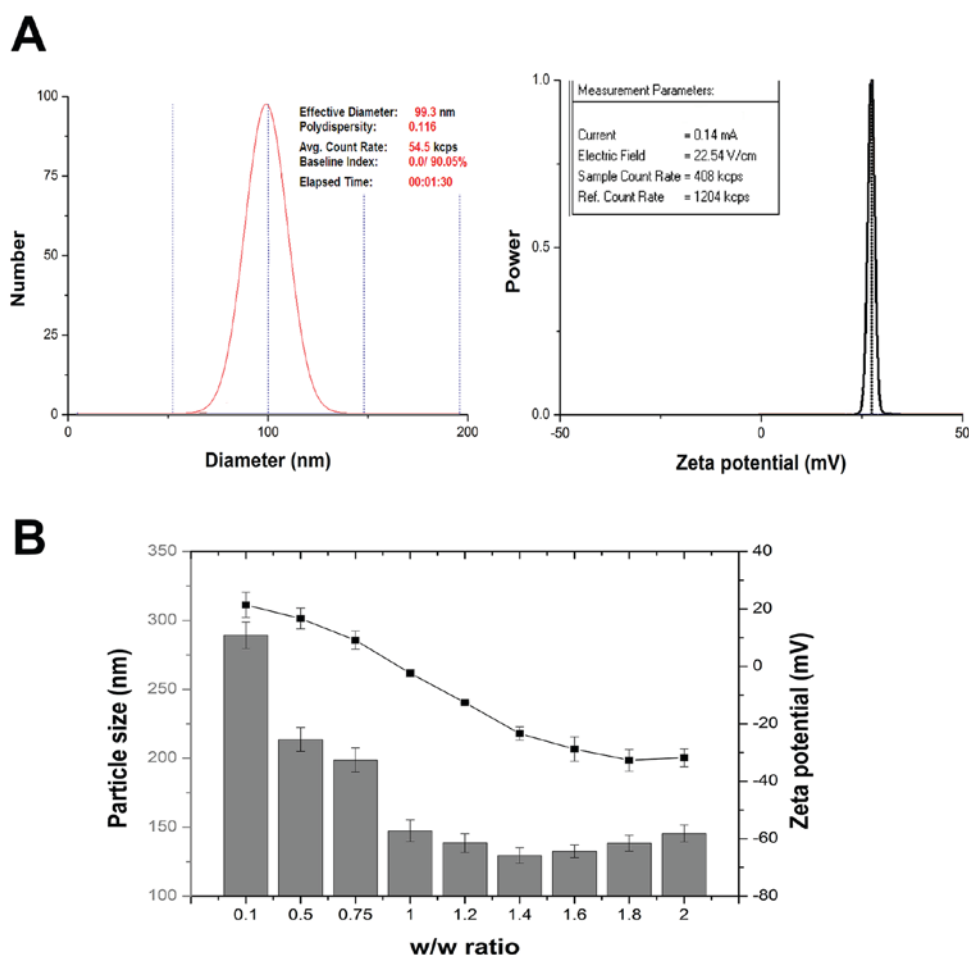 A
100
75
50
25
0
Number
Effective Diameter: 99.3 nm
Polydispersity: 0.116
Avg. Count Rate: 54.5 kcps
Baseline Index: 0.0/ 90.05%
Elapsed Time: 00:01:30
0 100 200
Diameter (nm)
1.0
0.5
0.0
Power
Measurement Parameters:
Current = 0.14 mA
Electric Field = 22.54 V/cm
Sample Count Rate = 408 kcps
Ref. Count Rate = 1204 kcps
-50 0 50
Zeta potential (mV)
B
350
300
250
200
150
100
Particle size (nm)
40
20
0
-20
-40
-60
-80
Zeta potential (mV)
0.1 0.5 0.75 1 1.2 1.4 1.6 1.8 2
w/w ratio